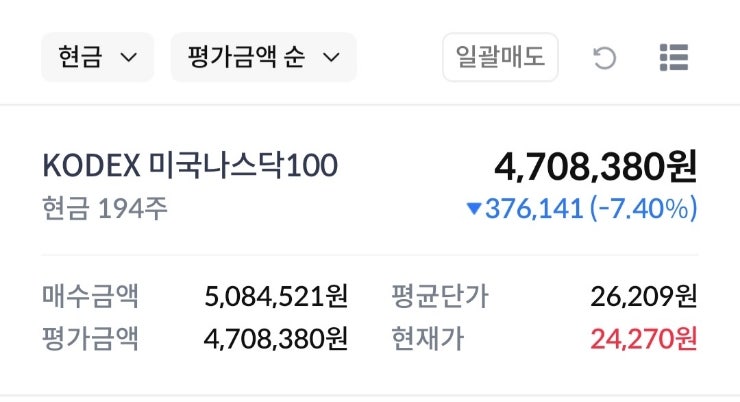 현금 평가금액 순 일괄매도
KODEX 미국나스닥100 4,708,380원
현금 194주 ▼376,141 (-7.40%)
매수금액 5,084,521원 평균단가 26,209원
평가금액 4,708,380원 현재가 24,270원